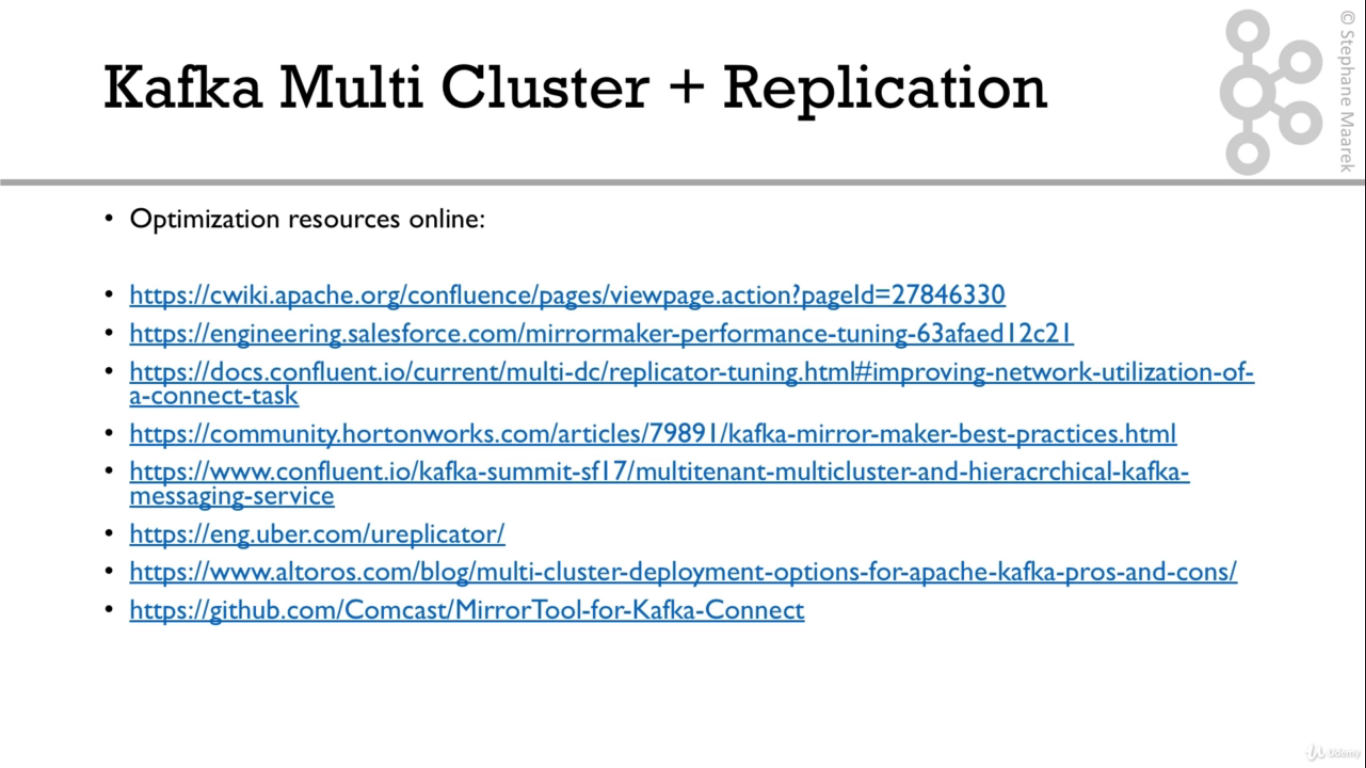 Kafka Multi Cluster + Replication
© Stephane Maarek
• Optimization resources online:
• https://cwiki.apache.org/confluence/pages/viewpage.action?pageId=27846330
• https://engineering.salesforce.com/mirrormaker-performance-tuning-63afaed12c21
• https://docs.confluent.io/current/multi-dc/replicator-tuning.html#improving-network-utilization-of-
a-connect-task
• https://community.hortonworks.com/articles/79891/kafka-mirror-maker-best-practices.html
• https://www.confluent.io/kafka-summit-sf17/multitenant-multicluster-and-hieracrchical-kafka-
messaging-service
• https://eng.uber.com/ureplicator/
• https://www.altoros.com/blog/multi-cluster-deployment-options-for-apache-kafka-pros-and-cons/
• https://github.com/Comcast/MirrorTool-for-Kafka-Connect
Udemy